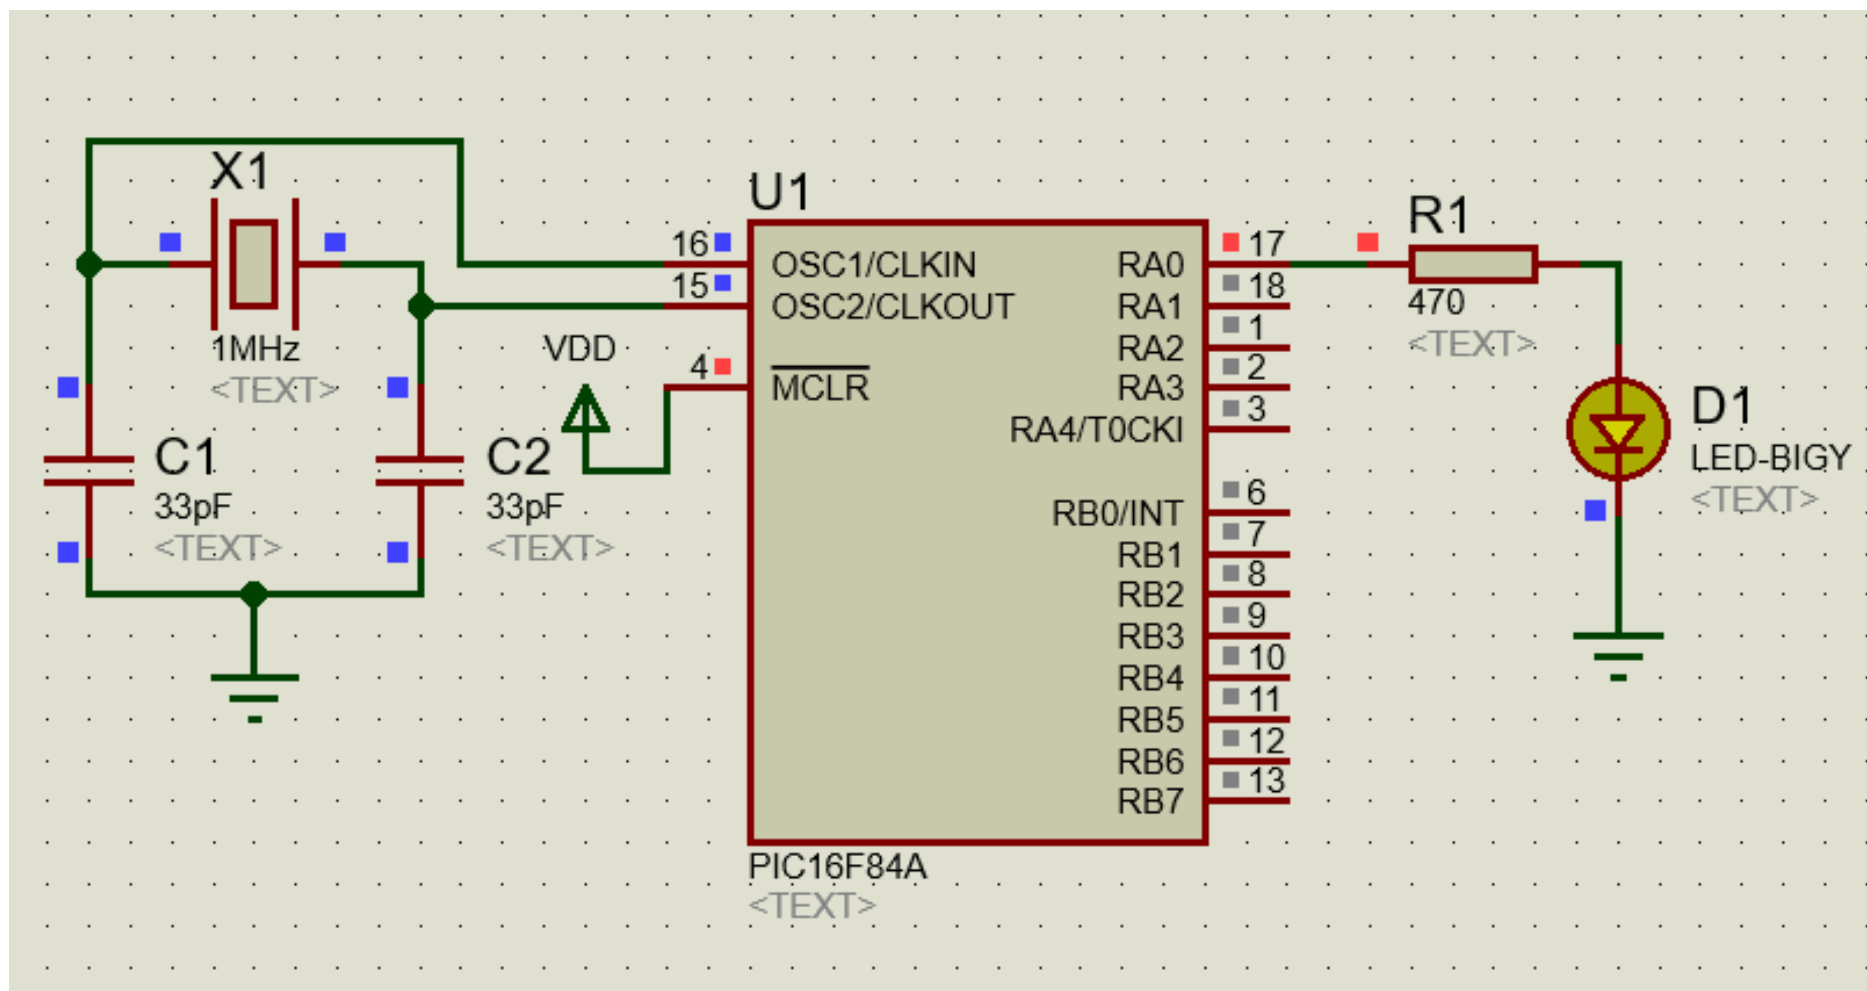 X1
1MHz
<TEXT>
C1
33pF
<TEXT>
C2
33pF
<TEXT>
VDD
U1
16
OSC1/CLKIN
15
OSC2/CLKOUT
4
MCLR
RA0
17
RA1
18
RA2
1
RA3
2
RA4/T0CKI
3
RB0/INT
6
RB1
7
RB2
8
RB3
9
RB4
10
RB5
11
RB6
12
RB7
13
PIC16F84A
<TEXT>
R1
470
<TEXT>
D1
LED-BIGY
<TEXT>